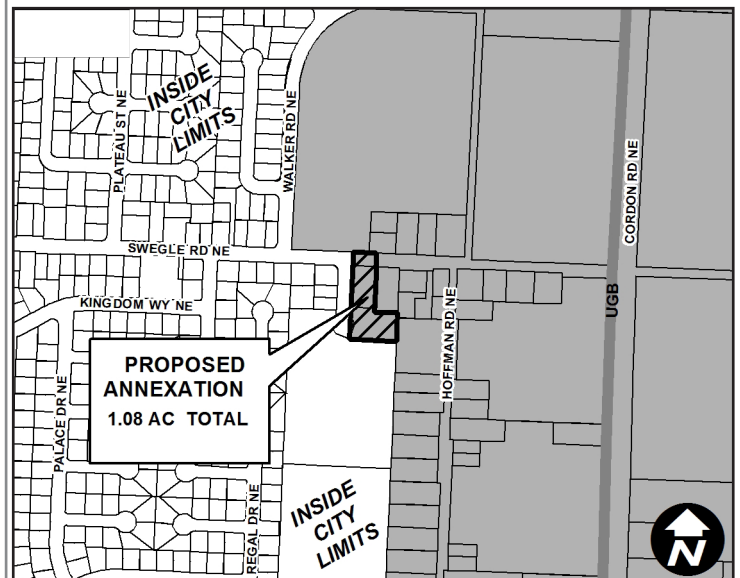 INSIDE
CITY
LIMITS
PLATEAU ST NE
WALKER RD NE
CORDON RD NE
SWEGLE RD NE
KINGDOM WY NE
UGB
HOFFMAN RD NE
PROPOSED
ANNEXATION
1.08 AC TOTAL
PALACE DR NE
REGAL DR NE
INSIDE
CITY
LIMITS
N